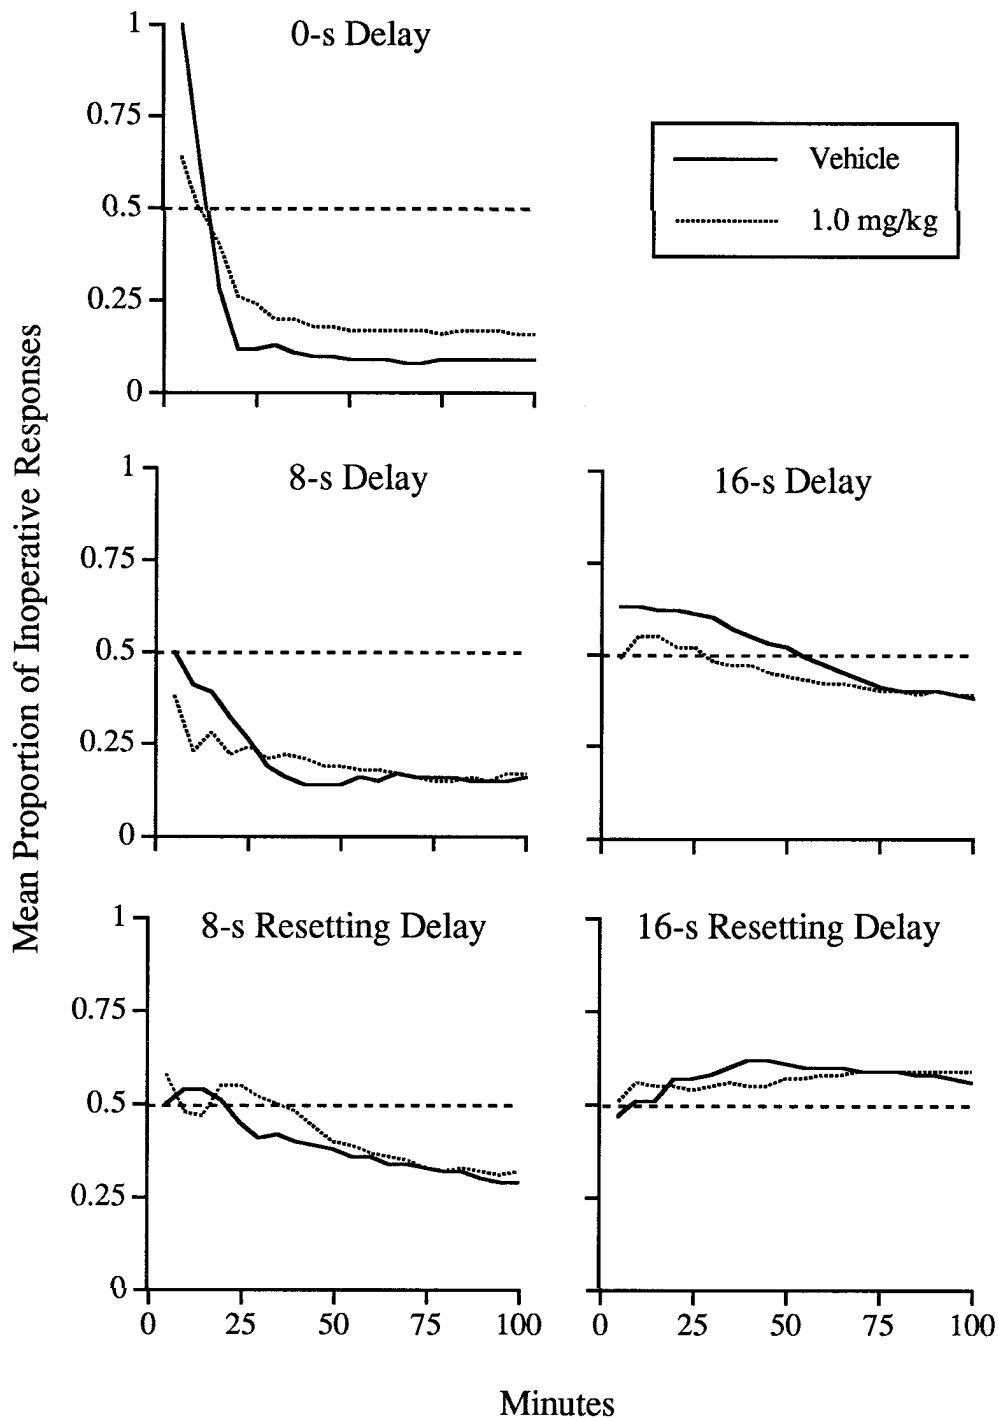 0-s Delay
1
0.75
0.5
0.25
0
Vehicle
1.0 mg/kg
Mean Proportion of Inoperative Responses
8-s Delay
1
0.75
0.5
0.25
0
16-s Delay
8-s Resetting Delay
1
0.75
0.5
0.25
0
0 25 50 75 100
16-s Resetting Delay
0 25 50 75 100
Minutes